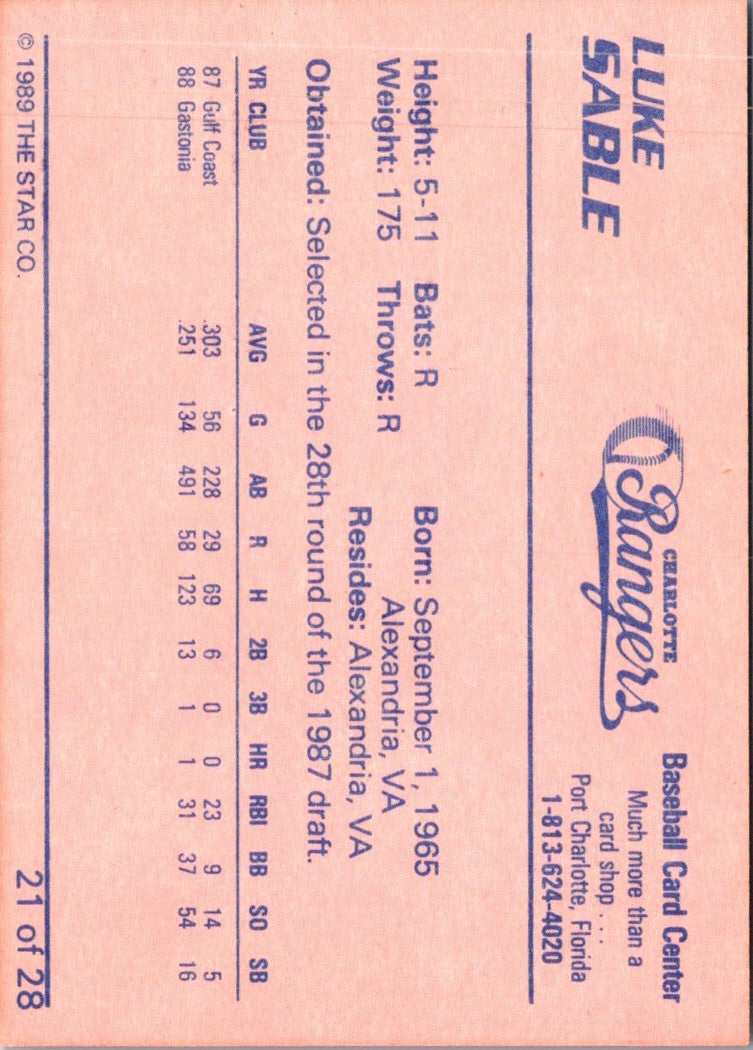 LUKE
SABLE
CHARLOTTE
Rangers
Baseball Card Center
Much more than a
card shop . . .
Port Charlotte, Florida
1-813-624-4020
Height: 5-11 Bats: R Born: September 1, 1965
Weight: 175 Throws: R Alexandria, VA
Resides: Alexandria, VA
Obtained: Selected in the 28th round of the 1987 draft.
YR CLUB AVG G AB R H 2B 3B HR RBI BB SO SB
87 Gulf Coast .303 56 228 29 69 6 0 0 23 9 14 5
88 Gastonia .251 134 491 58 123 13 1 1 31 37 54 16
© 1989 THE STAR CO. 21 of 28